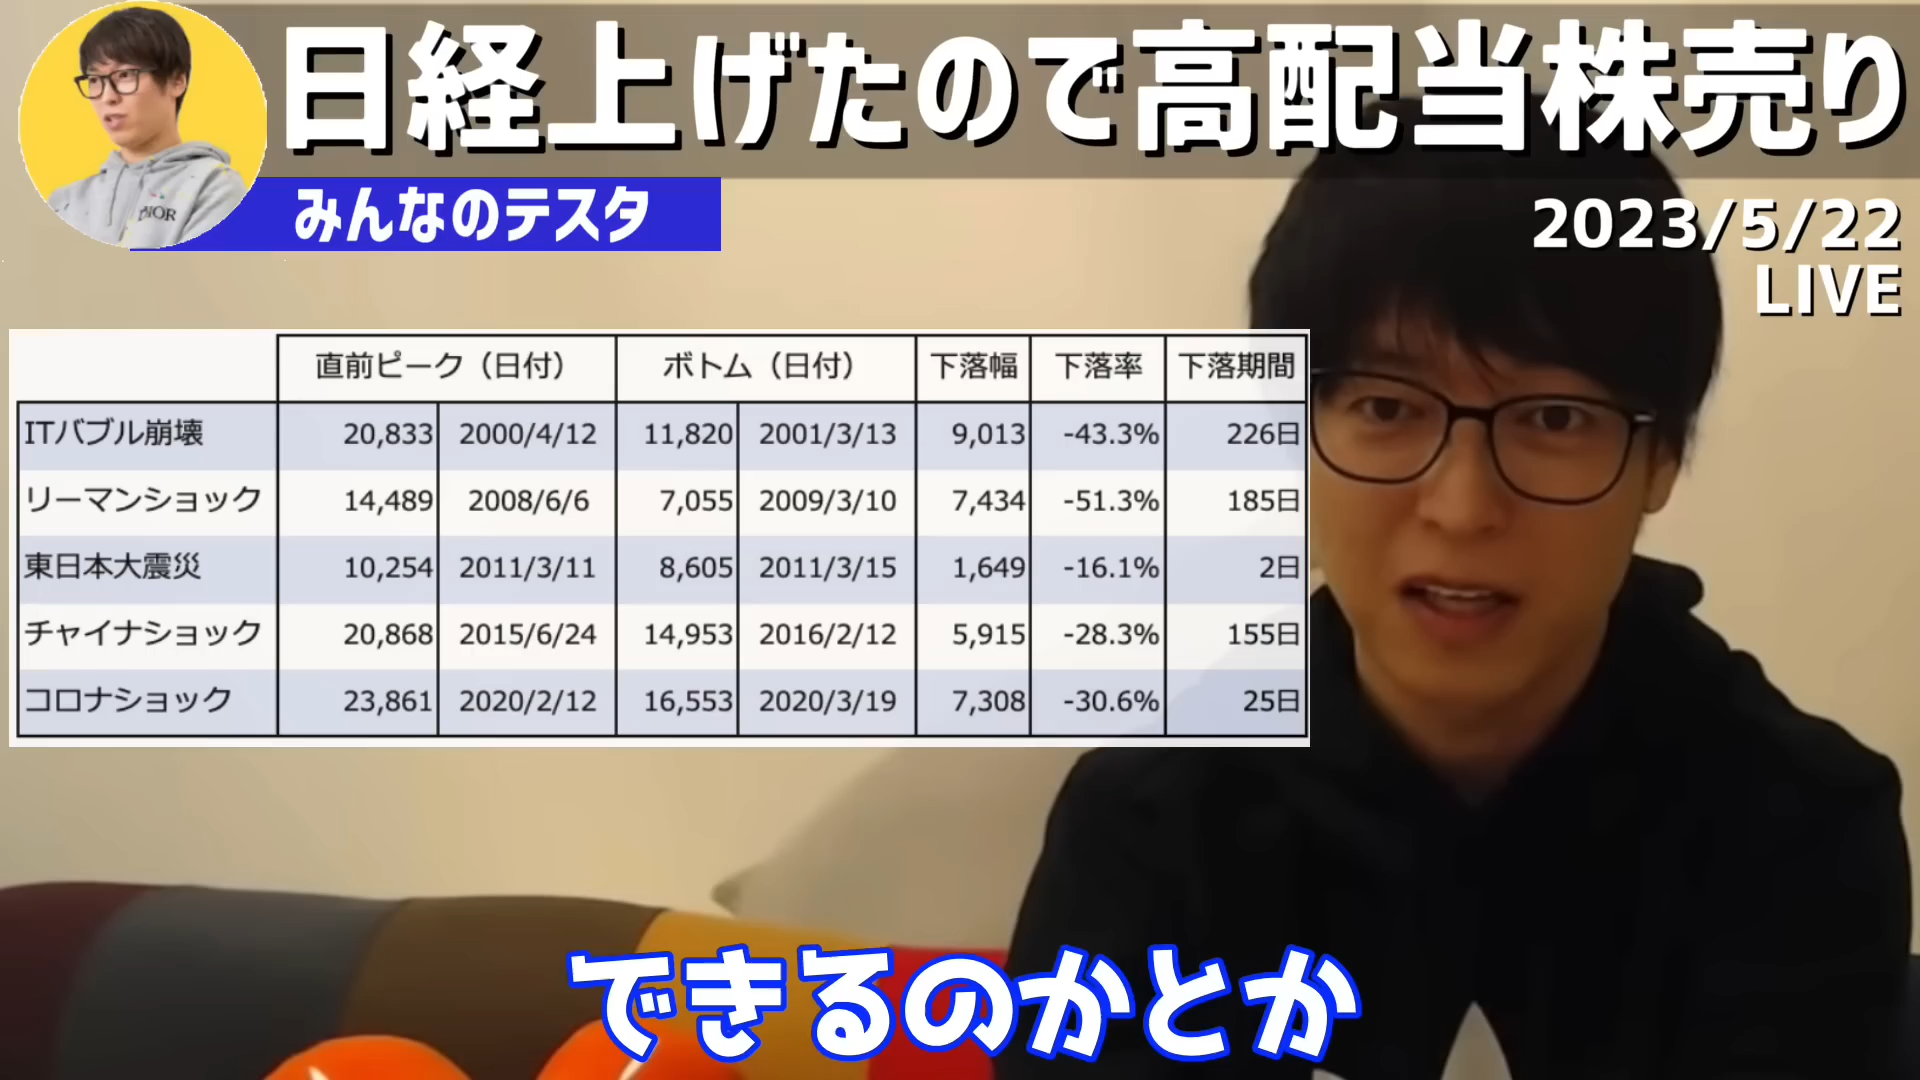 日経上げたので高配当株売り
みんなのテスタ
DIOR
2023/5/22
LIVE
直前ピーク（日付） ボトム（日付） 下落幅 下落率 下落期間
ITバブル崩壊 20,833 2000/4/12 11,820 2001/3/13 9,013 -43.3% 226日
リーマンショック 14,489 2008/6/6 7,055 2009/3/10 7,434 -51.3% 185日
東日本大震災 10,254 2011/3/11 8,605 2011/3/15 1,649 -16.1% 2日
チャイナショック 20,868 2015/6/24 14,953 2016/2/12 5,915 -28.3% 155日
コロナショック 23,861 2020/2/12 16,553 2020/3/19 7,308 -30.6% 25日
できるのかとか